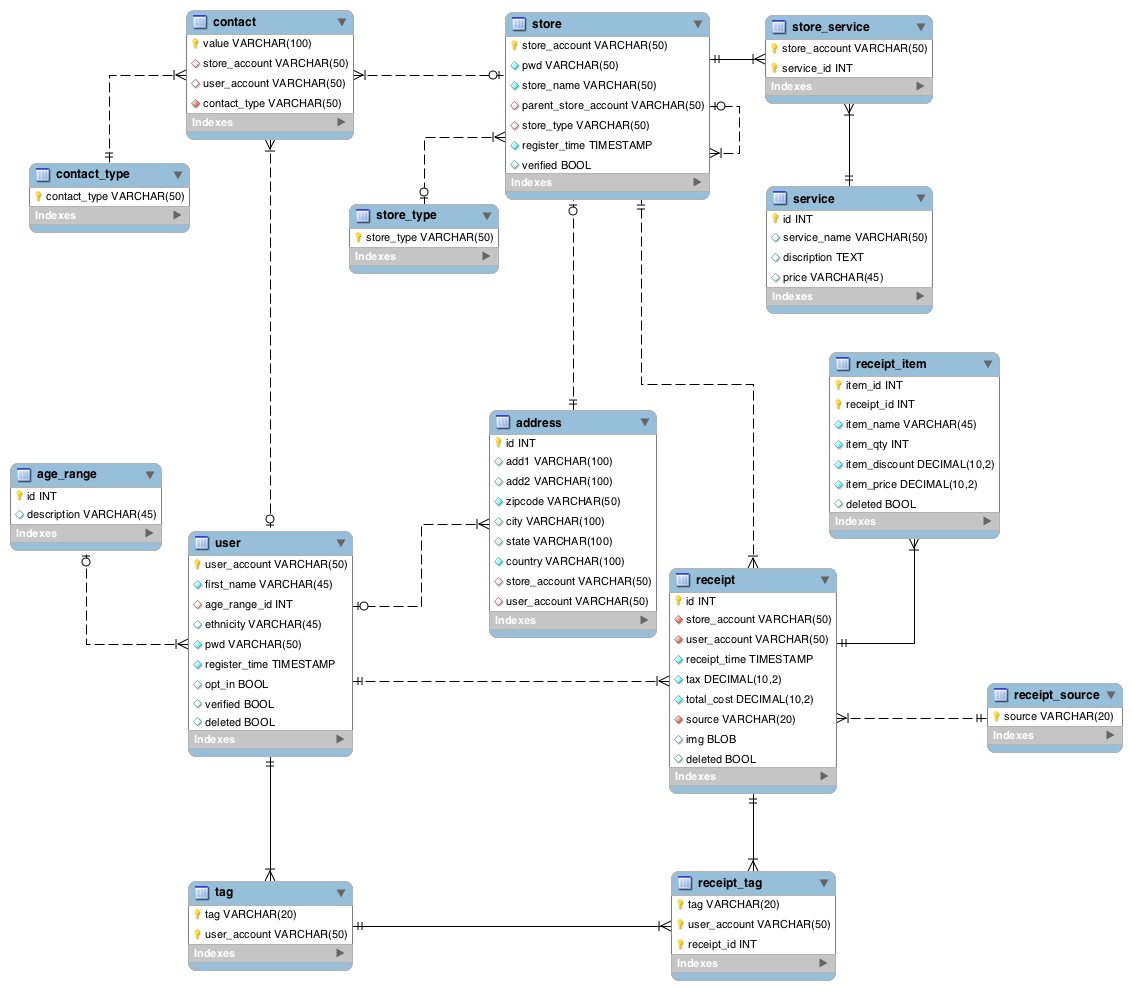 contact
value VARCHAR(100)
store_account VARCHAR(50)
user_account VARCHAR(50)
contact_type VARCHAR(50)
Indexes
store
store_account VARCHAR(50)
pwd VARCHAR(50)
store_name VARCHAR(50)
parent_store_account VARCHAR(50)
store_type VARCHAR(50)
register_time TIMESTAMP
verified BOOL
Indexes
store_service
store_account VARCHAR(50)
service_id INT
Indexes
contact_type
contact_type VARCHAR(50)
Indexes
store_type
store_type VARCHAR(50)
Indexes
service
id INT
service_name VARCHAR(50)
discription TEXT
price VARCHAR(45)
Indexes
receipt_item
item_id INT
receipt_id INT
item_name VARCHAR(45)
item_qty INT
item_discount DECIMAL(10,2)
item_price DECIMAL(10,2)
deleted BOOL
Indexes
address
id INT
add1 VARCHAR(100)
add2 VARCHAR(100)
zipcode VARCHAR(50)
city VARCHAR(100)
state VARCHAR(100)
country VARCHAR(100)
store_account VARCHAR(50)
user_account VARCHAR(50)
Indexes
age_range
id INT
description VARCHAR(45)
Indexes
user
user_account VARCHAR(50)
first_name VARCHAR(45)
age_range_id INT
ethnicity VARCHAR(45)
pwd VARCHAR(50)
register_time TIMESTAMP
opt_in BOOL
verified BOOL
deleted BOOL
Indexes
receipt
id INT
store_account VARCHAR(50)
user_account VARCHAR(50)
receipt_time TIMESTAMP
tax DECIMAL(10,2)
total_cost DECIMAL(10,2)
source VARCHAR(20)
img BLOB
deleted BOOL
Indexes
receipt_source
source VARCHAR(20)
Indexes
tag
tag VARCHAR(20)
user_account VARCHAR(50)
Indexes
receipt_tag
tag VARCHAR(20)
user_account VARCHAR(50)
receipt_id INT
Indexes